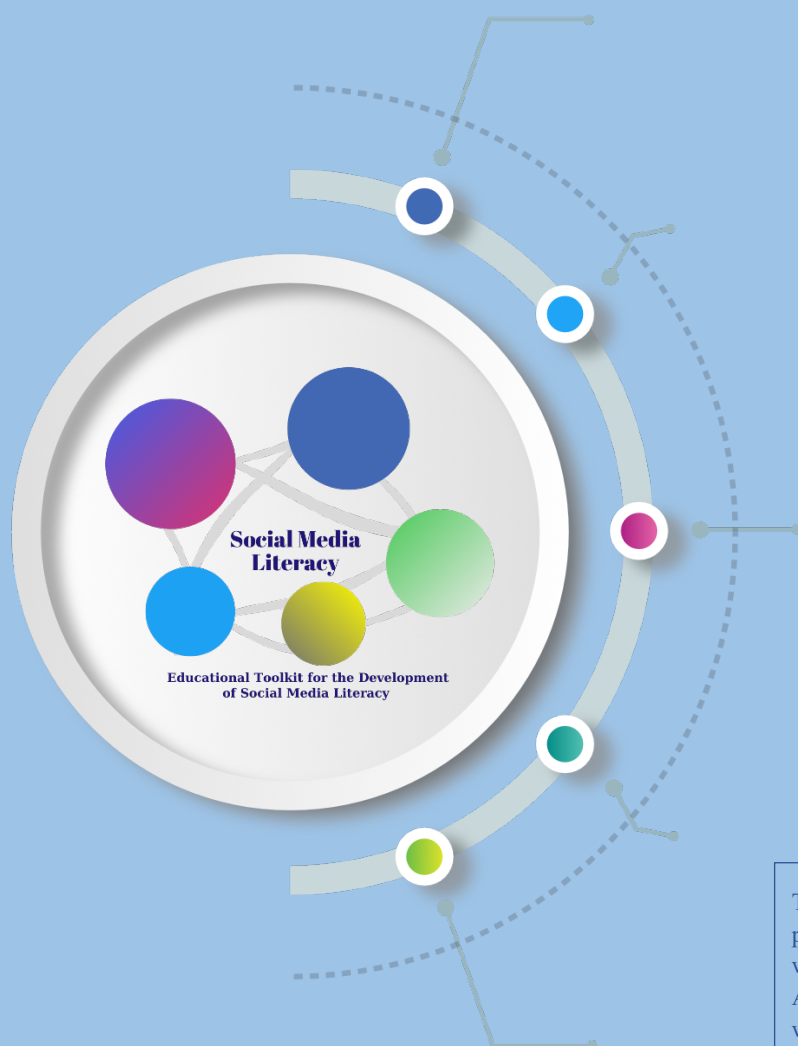 Social Media
Literacy
Educational Toolkit for the Development
of Social Media Literacy